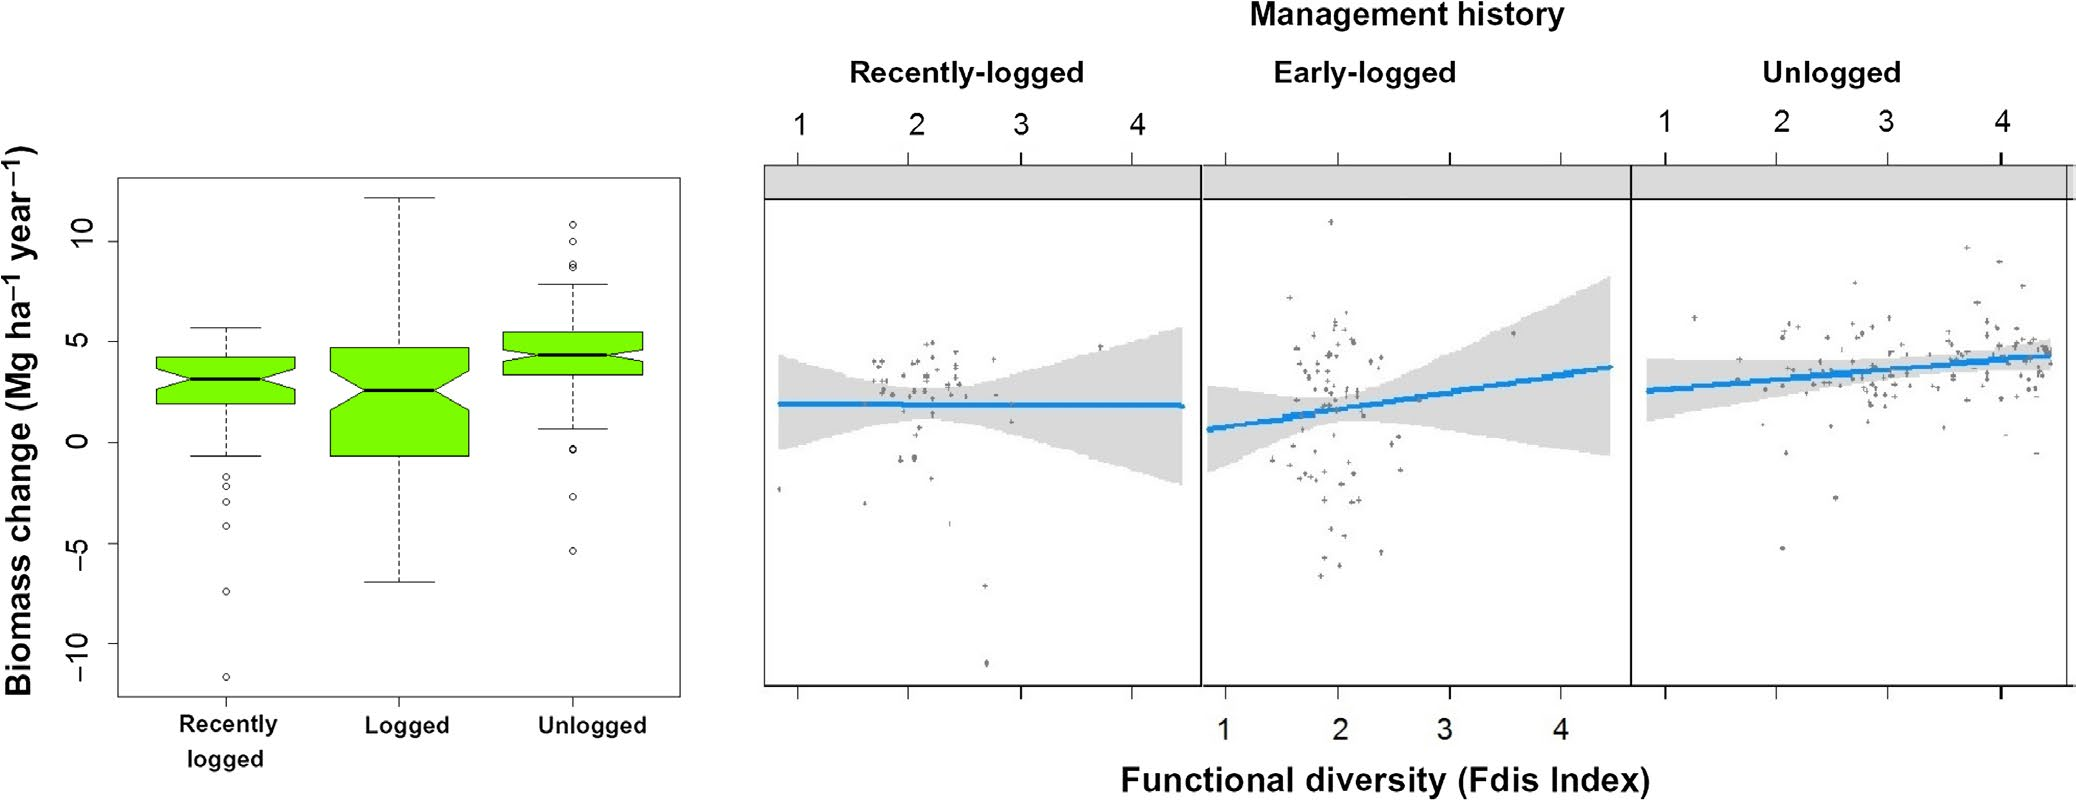 Biomass change (Mg ha⁻¹ year⁻¹)
10
5
0
−5
−10
Recently
logged
Logged
Unlogged
Management history
Recently-logged
Early-logged
Unlogged
1 2 3 4
1 2 3 4
1 2 3 4
Functional diversity (Fdis Index)